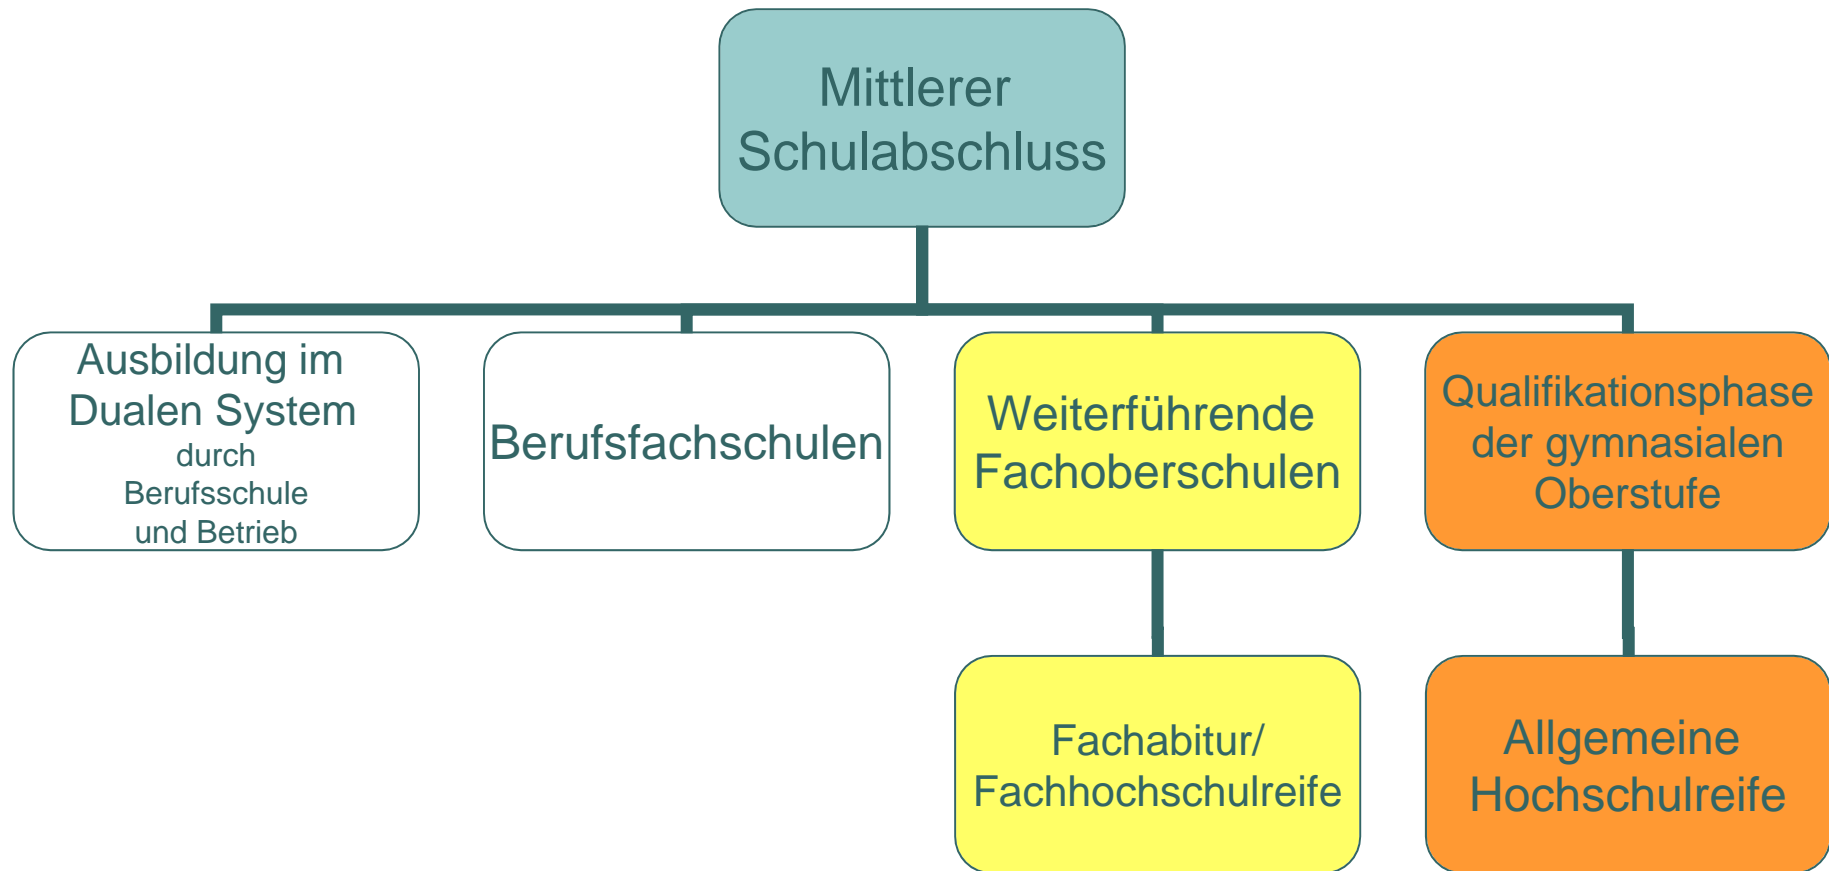 Mittlerer
Schulabschluss
Ausbildung im
Dualen System
durch
Berufsschule
und Betrieb
Berufsfachschulen
Weiterführende
Fachoberschulen
Qualifikationsphase
der gymnasialen
Oberstufe
Fachabitur/
Fachhochschulreife
Allgemeine
Hochschulreife